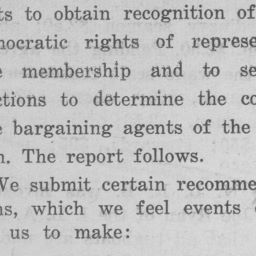 ts to obtain recognition of
nocratic rights of represe
e membership and to se
ctions to determine the co
e bargaining agents of the
n. The report follows.
We submit certain recomme
ns, which we feel events
us to make: